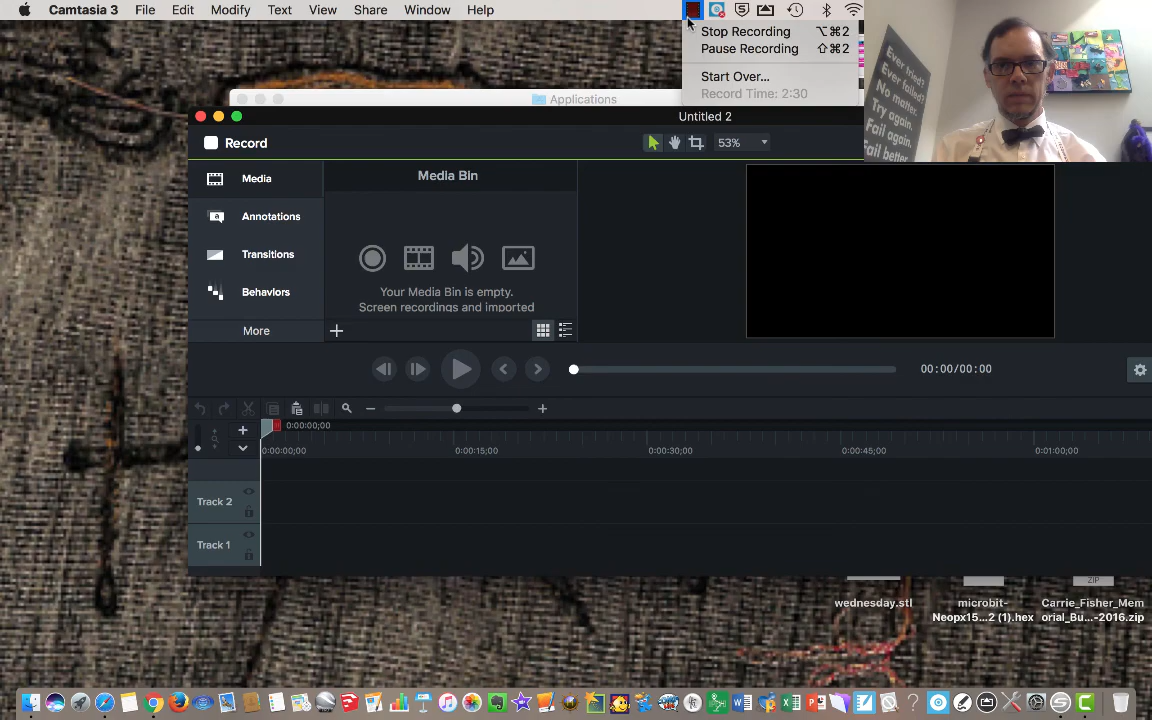 Camtasia 3 File Edit Modify Text View Share Window Help
Stop Recording ⌥⌘2
Pause Recording ⇧⌘2
Start Over...
Record Time: 2:30
Ever tried?
Ever failed?
No matter.
Try again.
Fail again.
Fail better.
Applications
Untitled 2
Record
53%
Media
Annotations
Transitions
Behaviors
More
Media Bin
Your Media Bin is empty.
Screen recordings and imported
00:00/00:00
0:00:00;00
0:00:00;00 0:00:15;00 0:00:30;00 0:00:45;00 0:01:00;00
Track 2
Track 1
ZIP
wednesday.stl
microbit-
Neopx15...2 (1).hex
Carrie_Fisher_Mem
orial_Bu...-2016.zip